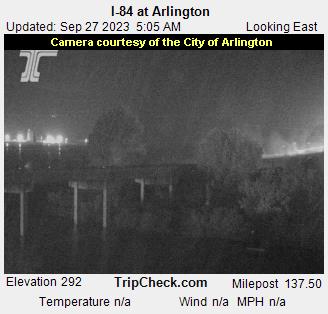 I-84 at Arlington
Updated: Sep 27 2023 5:05 AM Looking East
Camera courtesy of the City of Arlington
Elevation 292 TripCheck.com Milepost 137.50
Temperature n/a Wind n/a MPH n/a